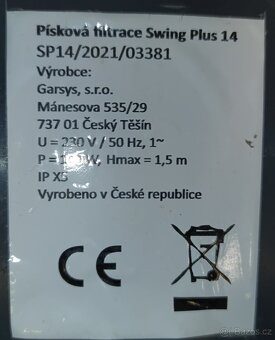 Písková filtrace Swing Plus 14
SP14/2021/03381
Výrobce:
Garsys, s.r.o.
Mánesova 535/29
737 01 Český Těšín
U = 230 V / 50 Hz, 1~
P = Hmax = 1,5 m
IP X5
Vyrobeno v České republice
CE